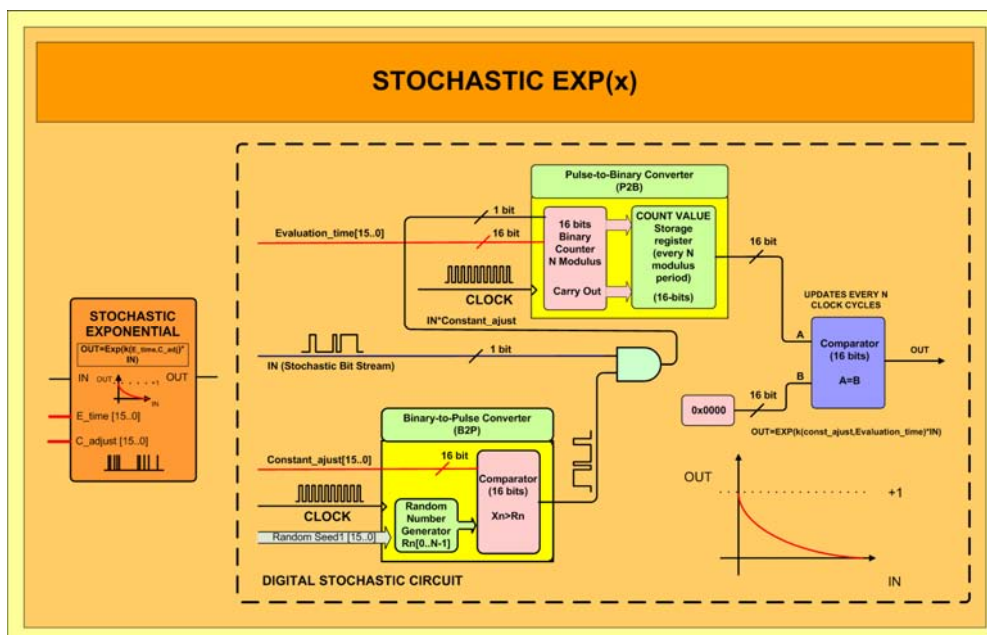 STOCHASTIC EXP(x)
STOCHASTIC
EXPONENTIAL
OUT=Exp(k(E_time,C_adj)*
IN)
IN
OUT
+1
IN
OUT
E_time [15..0]
C_adjust [15..0]
Pulse-to-Binary Converter
(P2B)
1 bit
Evaluation_time[15..0]
16 bit
16 bits
Binary
Counter
N Modulus
Carry Out
COUNT VALUE
Storage
register
(every N
modulus
period)
(16-bits)
16 bit
CLOCK
IN*Constant_ajust
IN (Stochastic Bit Stream)
1 bit
UPDATES EVERY N
CLOCK CYCLES
A
B
Comparator
(16 bits)
A=B
OUT
0x0000
16 bit
OUT=EXP(k(const_ajust,Evaluation_time)*IN)
Binary-to-Pulse Converter
(B2P)
Constant_ajust[15..0]
16 bit
Comparator
(16 bits)
Xn>Rn
CLOCK
Random
Number
Generator
Rn[0..N-1]
Random Seed1 [15..0]
OUT
+1
IN
DIGITAL STOCHASTIC CIRCUIT